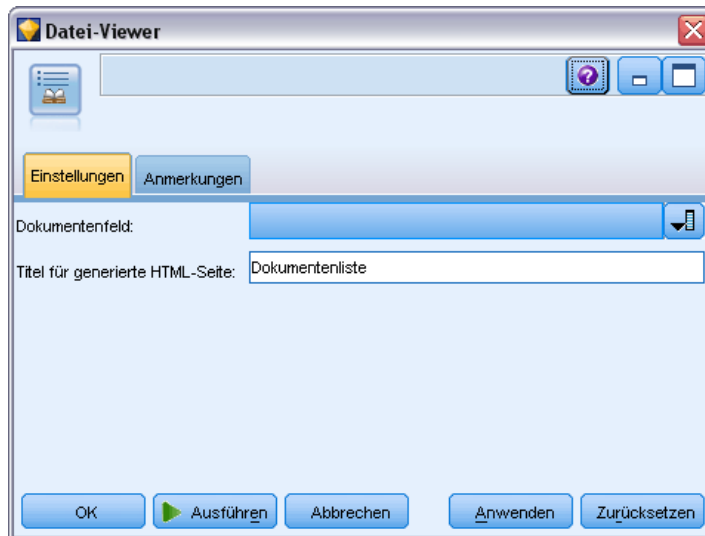 Datei-Viewer
Einstellungen
Anmerkungen
Dokumentenfeld:
Titel für generierte HTML-Seite: Dokumentenliste
OK
Ausführen
Abbrechen
Anwenden
Zurücksetzen